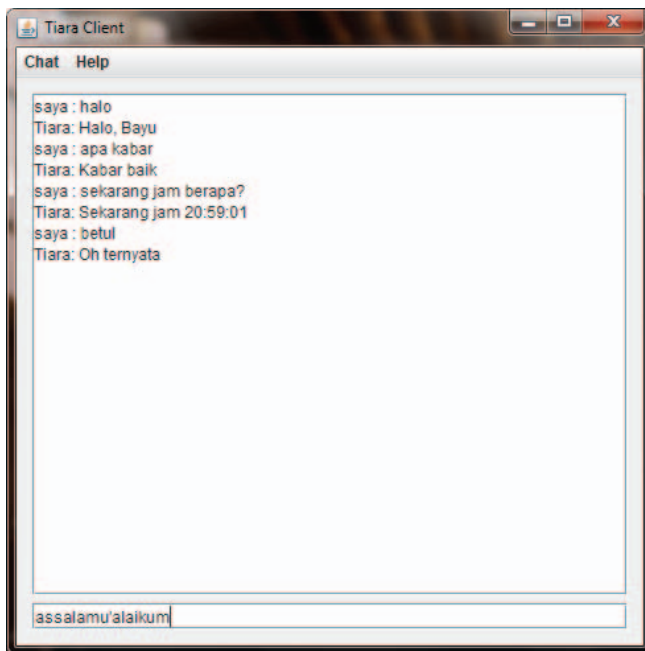 Tiara Client
Chat Help
saya : halo
Tiara: Halo, Bayu
saya : apa kabar
Tiara: Kabar baik
saya : sekarang jam berapa?
Tiara: Sekarang jam 20:59:01
saya : betul
Tiara: Oh ternyata
assalamu'alaikum